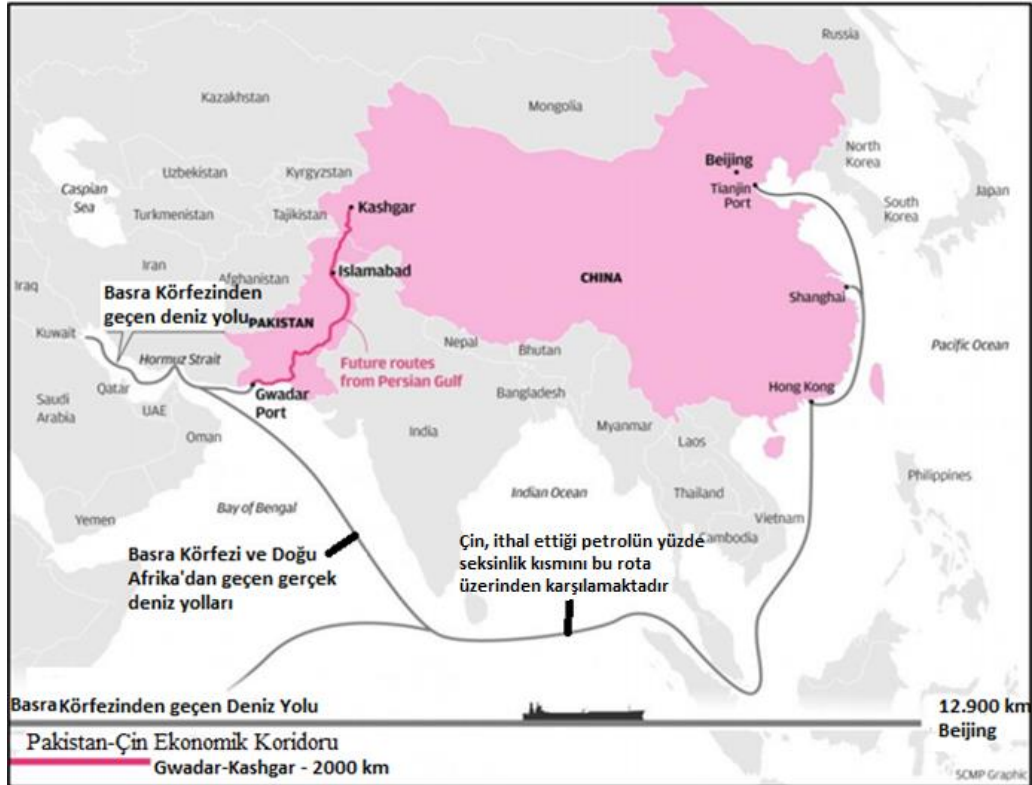 Russia
Kazakhstan
Mongolia
Uzbekistan
Kyrgyzstan
Beijing
Tianjin
Port
North
Korea
South
Korea
Japan
Caspian
Sea
Turkmenistan
Tajikistan
Kashgar
Iran
Afghanistan
Islamabad
CHINA
Iraq
Basra Körfezinden
geçen deniz yolu
PAKISTAN
Shanghai
Kuwait
Hormuz Strait
Future routes
from Persian Gulf
Nepal
Bhutan
Pacific Ocean
Qatar
Gwadar
Port
Bangladesh
Hong Kong
Saudi
Arabia
UAE
Oman
India
Myanmar
Laos
Philippines
Yemen
Bay of Bengal
Indian Ocean
Thailand
Vietnam
Cambodia
Basra Körfezi ve Doğu
Afrika'dan geçen gerçek
deniz yolları
Çin, ithal ettiği petrolün yüzde
seksinlik kısmını bu rota
üzerinden karşılamaktadır
Basra Körfezinden geçen Deniz Yolu
12.900 km
Beijing
Pakistan-Çin Ekonomik Koridoru
Gwadar-Kashgar - 2000 km
SCMP Graphic